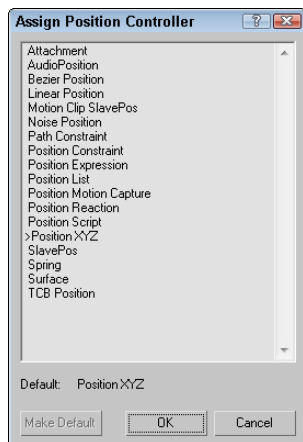 Assign Position Controller
Attachment
AudioPosition
Bezier Position
Linear Position
Motion Clip SlavePos
Noise Position
Path Constraint
Position Constraint
Position Expression
Position List
Position Motion Capture
Position Reaction
Position Script
>Position XYZ
SlavePos
Spring
Surface
TCB Position
Default: Position XYZ
Make Default OK Cancel